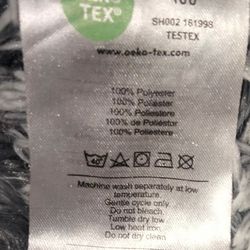 TEX®
100
SH002 161998
TESTEX
www.oeko-tex.com
100% Polyester
100% Polyester
100% Poliestere
100% de Poliéster
100% Polyester
Machine wash separately at low
temperature.
Gentle cycle only
Do not bleach
Tumble dry low
Low heat iron
Do not dry clean